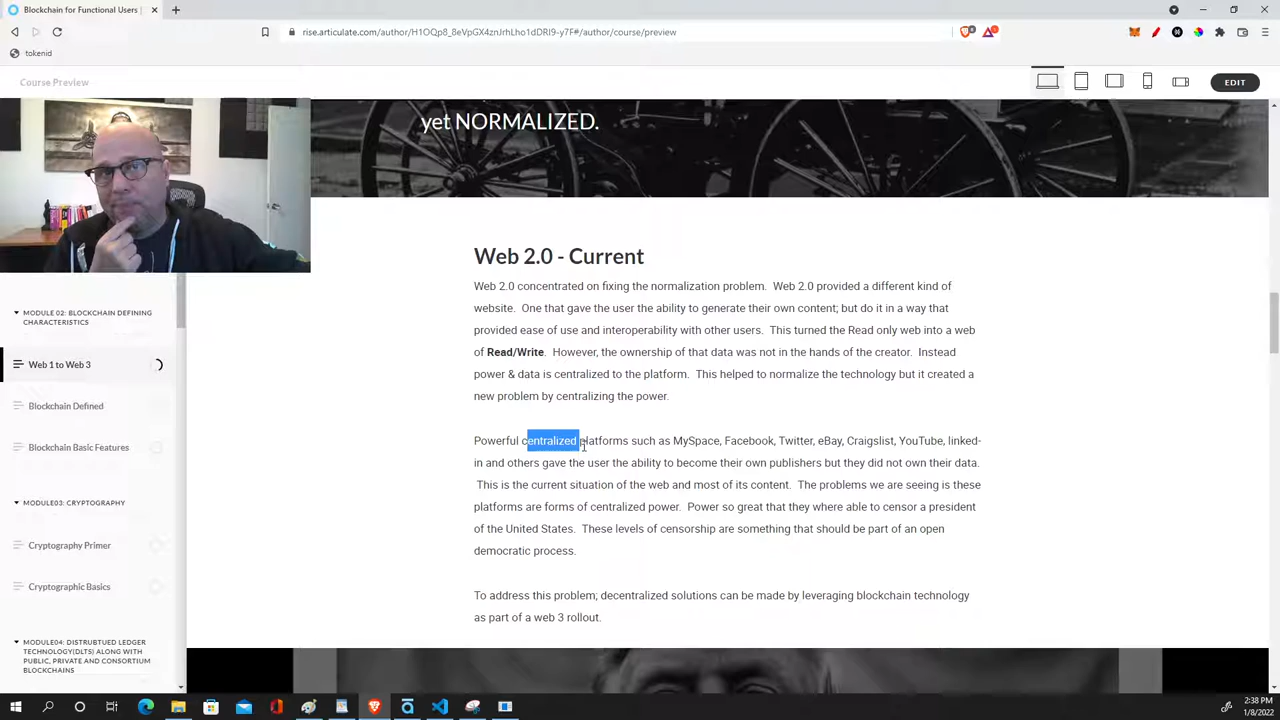 Blockchain for Functional Users |
rise.articulate.com/author/H1OQp8_8eVpGX4znJrhLho1dDRI9-y7F#/author/course/preview
tokenid
Course Preview
EDIT
yet NORMALIZED.
MODULE 02: BLOCKCHAIN DEFINING
CHARACTERISTICS
Web 1 to Web 3
Blockchain Defined
Blockchain Basic Features
MODULE03: CRYPTOGRAPHY
Cryptography Primer
Cryptographic Basics
MODULE04: DISTRUBTUED LEDGER
TECHNOLOGY(DLTS) ALONG WITH
PUBLIC, PRIVATE AND CONSORTIUM
BLOCKCHAINS
Web 2.0 - Current
Web 2.0 concentrated on fixing the normalization problem.  Web 2.0 provided a different kind of
website.  One that gave the user the ability to generate their own content; but do it in a way that
provided ease of use and interoperability with other users.  This turned the Read only web into a web
of Read/Write.  However, the ownership of that data was not in the hands of the creator.  Instead
power & data is centralized to the platform.  This helped to normalize the technology but it created a
new problem by centralizing the power.
Powerful centralized platforms such as MySpace, Facebook, Twitter, eBay, Craigslist, YouTube, linked-
in and others gave the user the ability to become their own publishers but they did not own their data.
This is the current situation of the web and most of its content.  The problems we are seeing is these
platforms are forms of centralized power.  Power so great that they where able to censor a president
of the United States.  These levels of censorship are something that should be part of an open
democratic process.
To address this problem; decentralized solutions can be made by leveraging blockchain technology
as part of a web 3 rollout.
2:38 PM
1/8/2022